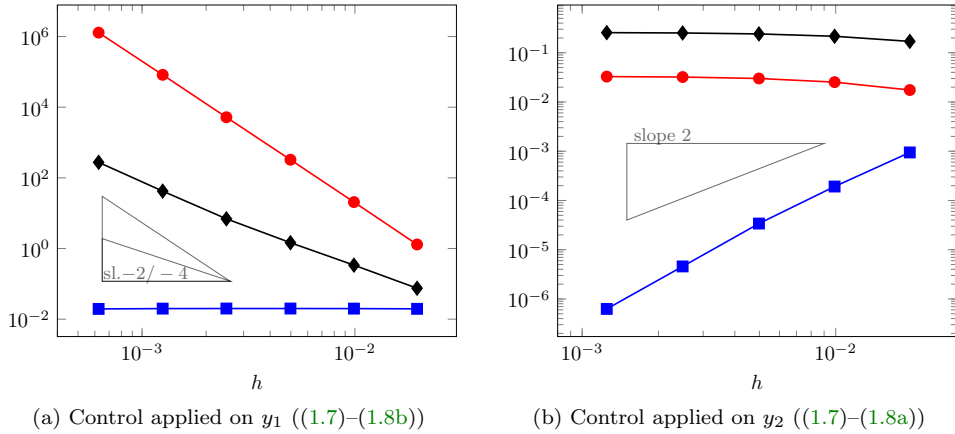 10^6
10^4
10^2
10^0
10^−2
10^−3
10^−2
h
sl.−2/ − 4
(a) Control applied on y_1 ((1.7)–(1.8b))
10^−1
10^−2
10^−3
10^−4
10^−5
10^−6
10^−3
10^−2
h
slope 2
(b) Control applied on y_2 ((1.7)–(1.8a))